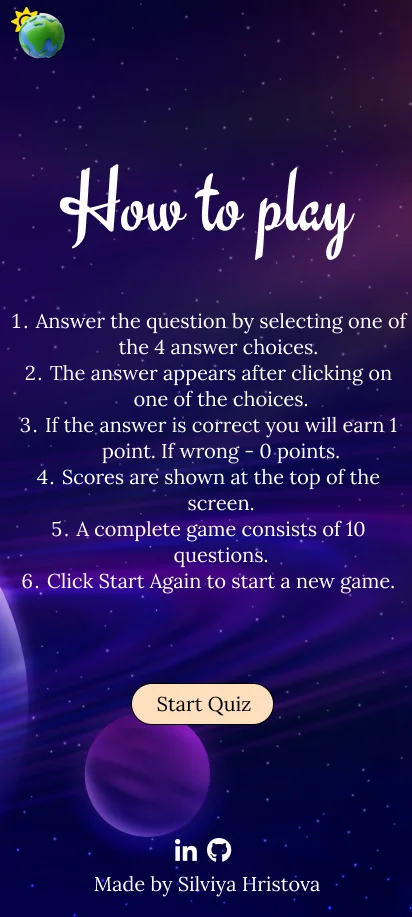 How to play
1. Answer the question by selecting one of
the 4 answer choices.
2. The answer appears after clicking on
one of the choices.
3. If the answer is correct you will earn 1
point. If wrong - 0 points.
4. Scores are shown at the top of the
screen.
5. A complete game consists of 10
questions.
6. Click Start Again to start a new game.
Start Quiz
in
Made by Silviya Hristova